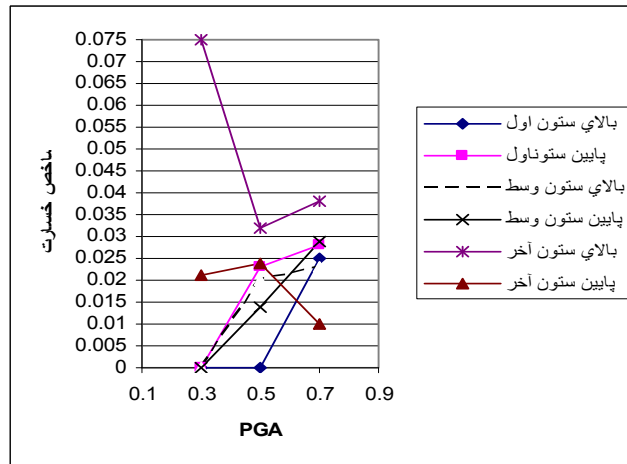 0.075
0.07
0.065
0.06
0.055
0.05
0.045
0.04
0.035
0.03
0.025
0.02
0.015
0.01
0.005
0
شاخص خسارت
0.1 0.3 0.5 0.7 0.9
PGA
بالاي ستون اول
پايين ستوناول
بالاي ستون وسط
پايين ستون وسط
بالاي ستون آخر
پايين ستون آخر